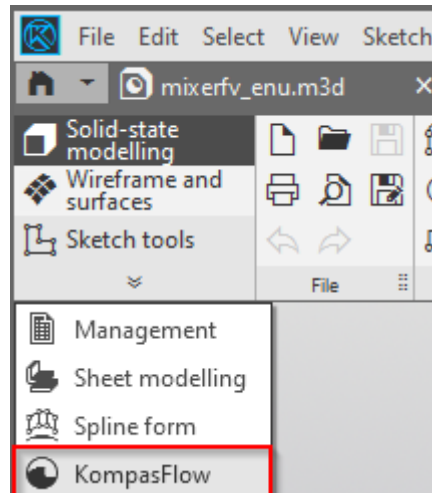 File Edit Select View Sketch
mixerfv_enu.m3d
Solid-state
modelling
Wireframe and
surfaces
Sketch tools
File
Management
Sheet modelling
Spline form
KompasFlow